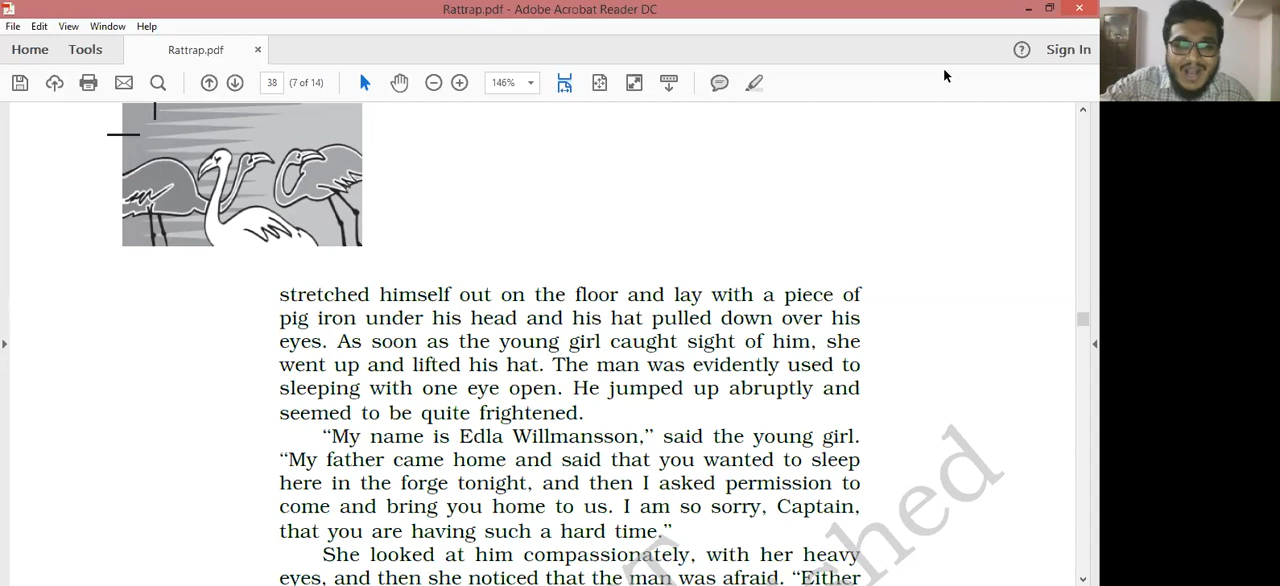 Rattrap.pdf - Adobe Acrobat Reader DC
File Edit View Window Help
Home Tools Rattrap.pdf × Sign In
38 (7 of 14) 146%
stretched himself out on the floor and lay with a piece of
pig iron under his head and his hat pulled down over his
eyes. As soon as the young girl caught sight of him, she
went up and lifted his hat. The man was evidently used to
sleeping with one eye open. He jumped up abruptly and
seemed to be quite frightened.
“My name is Edla Willmansson,” said the young girl.
“My father came home and said that you wanted to sleep
here in the forge tonight, and then I asked permission to
come and bring you home to us. I am so sorry, Captain,
that you are having such a hard time.”
She looked at him compassionately, with her heavy
eyes, and then she noticed that the man was afraid. “Either